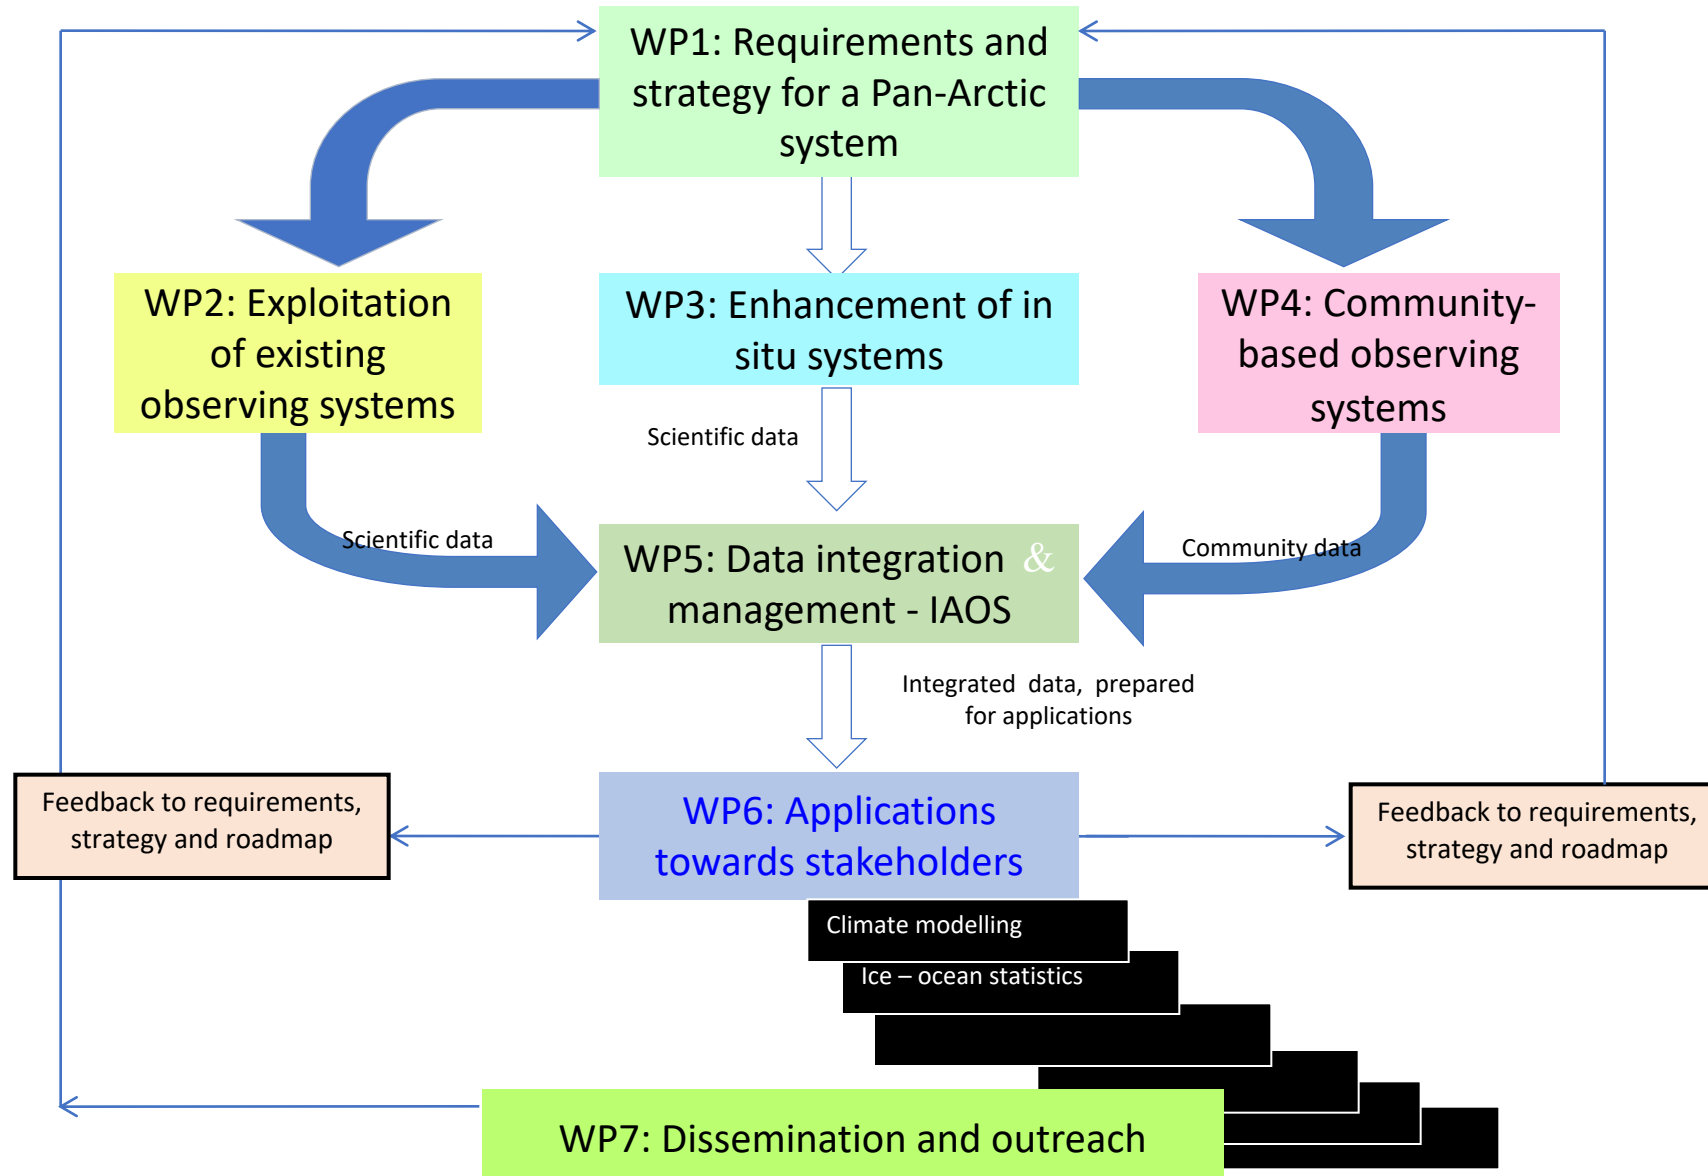 WP1: Requirements and
strategy for a Pan-Arctic
system
WP2: Exploitation
of existing
observing systems
WP3: Enhancement of in
situ systems
WP4: Community-
based observing
systems
Scientific data
Scientific data
Community data
WP5: Data integration &
management - IAOS
Integrated data, prepared
for applications
Feedback to requirements,
strategy and roadmap
WP6: Applications
towards stakeholders
Feedback to requirements,
strategy and roadmap
Climate modelling
Ice – ocean statistics
WP7: Dissemination and outreach